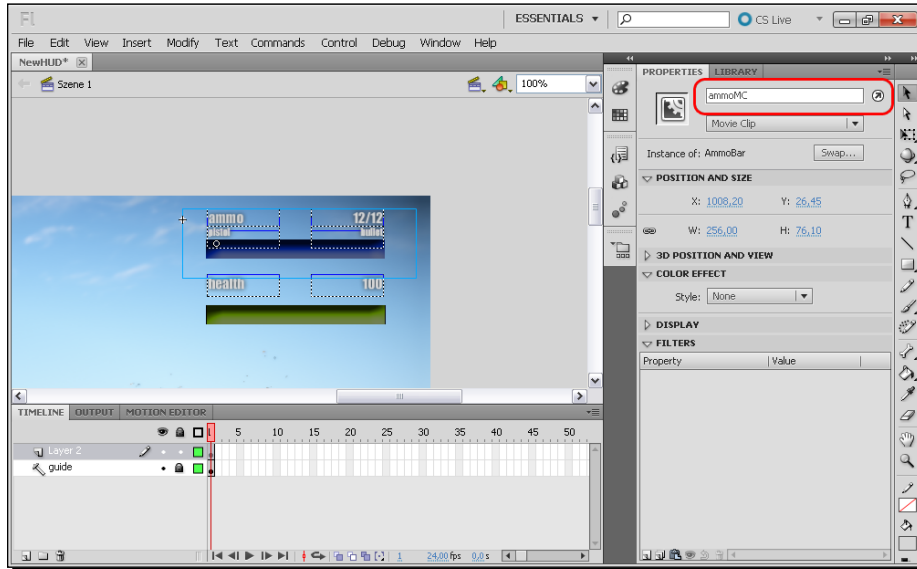 Fl ESSENTIALS CS Live
File Edit View Insert Modify Text Commands Control Debug Window Help
NewHUD*
Szene 1 100%
PROPERTIES LIBRARY
ammoMC
Movie Clip
Instance of: AmmoBar Swap...
POSITION AND SIZE
X: 1008,20 Y: 26,45
W: 256,00 H: 76,10
3D POSITION AND VIEW
COLOR EFFECT
Style: None
DISPLAY
FILTERS
Property Value
ammo 12/12
pistol
health 100
TIMELINE OUTPUT MOTION EDITOR
5 10 15 20 25 30 35 40 45 50
Layer 2
guide
1 24,00 fps 0,0 s